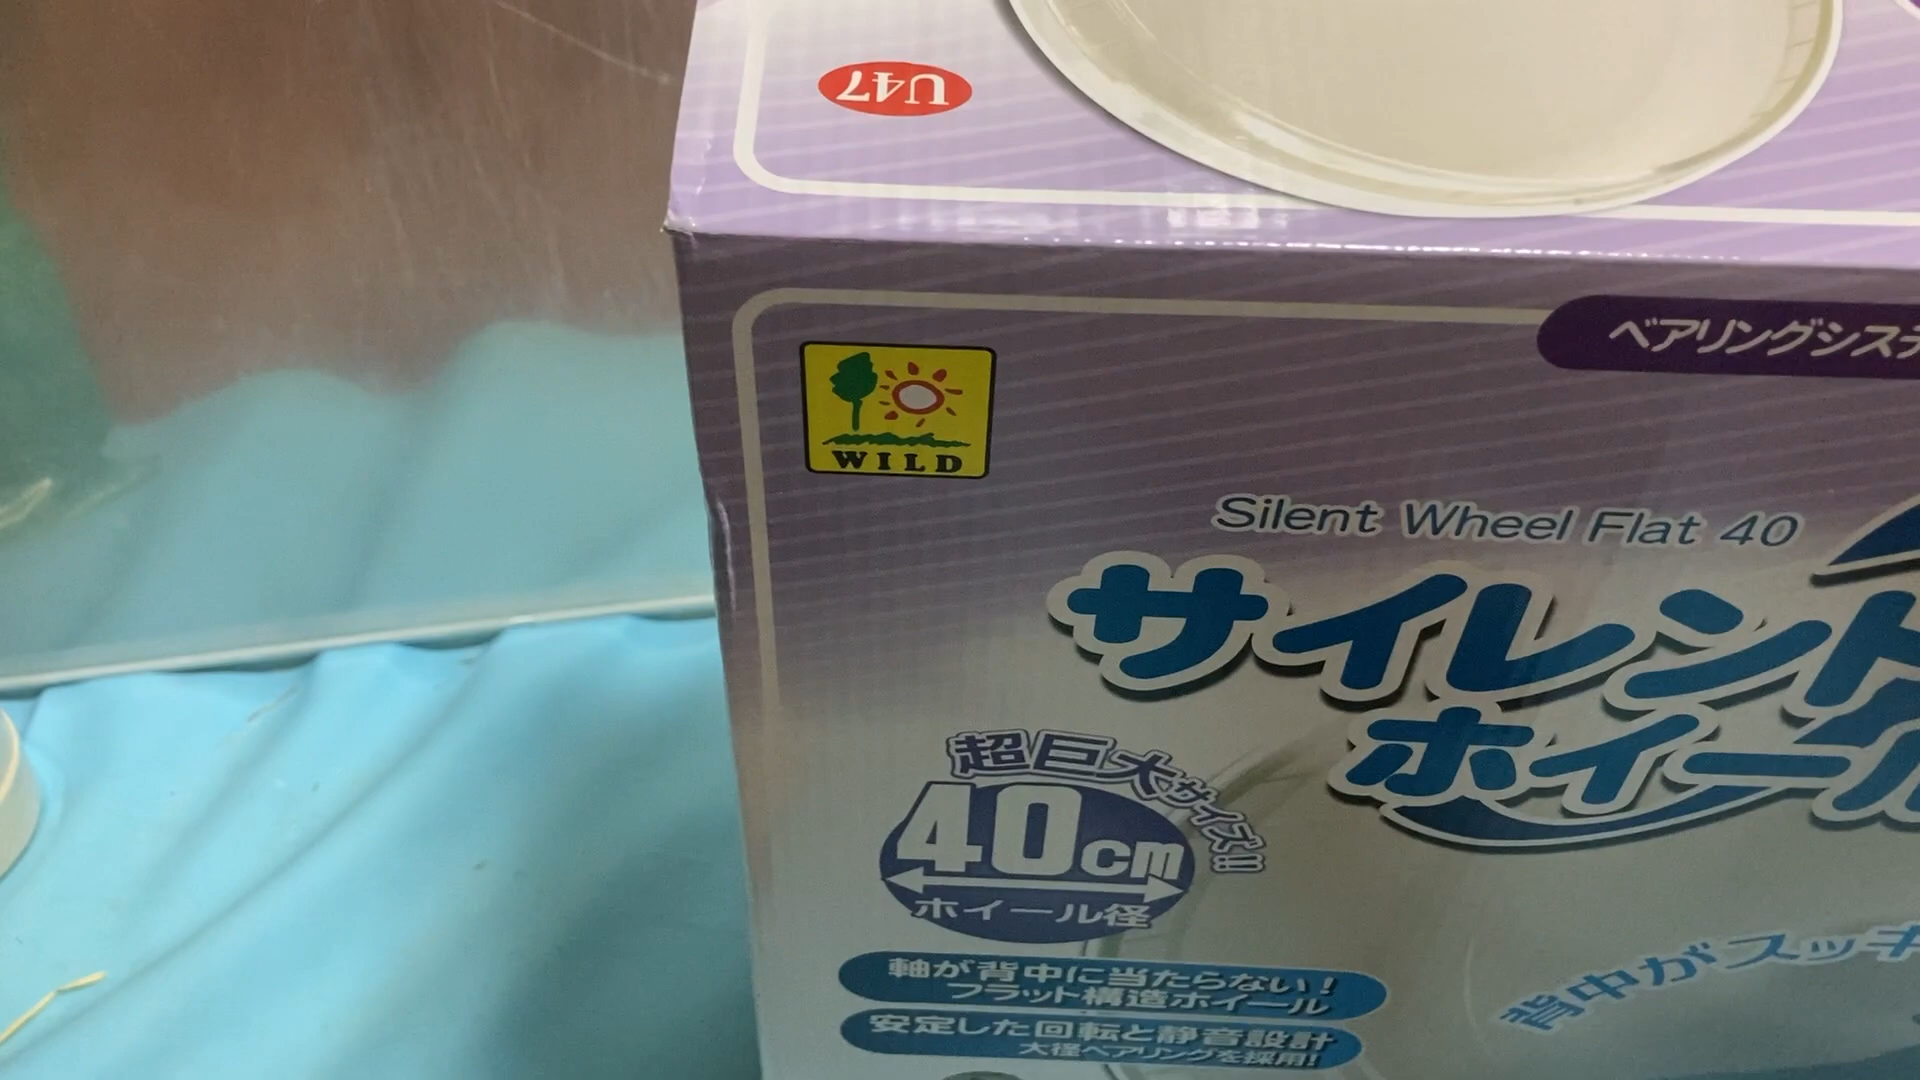 U47
ベアリングシステ
WILD
Silent Wheel Flat 40
サイレント
ホイール
超巨大サイズ!!
40cm
ホイール径
軸が背中に当たらない!
フラット構造ホイール
安定した回転と静音設計
大径ベアリングを採用!
背中がスッキ